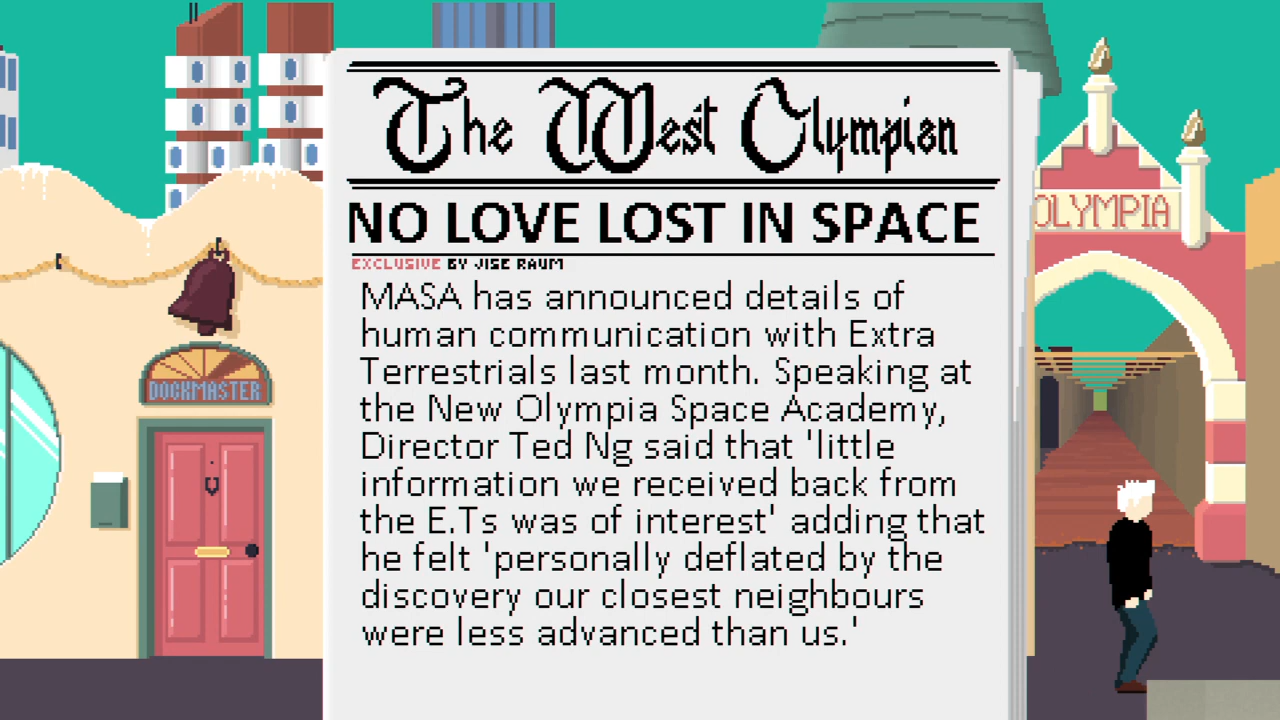 The West Olympian
NO LOVE LOST IN SPACE
EXCLUSIVE BY JISE RAUM
MASA has announced details of
human communication with Extra
Terrestrials last month. Speaking at
the New Olympia Space Academy,
Director Ted Ng said that 'little
information we received back from
the E.Ts was of interest' adding that
he felt 'personally deflated by the
discovery our closest neighbours
were less advanced than us.'
DOCKMASTER
OLYMPIA